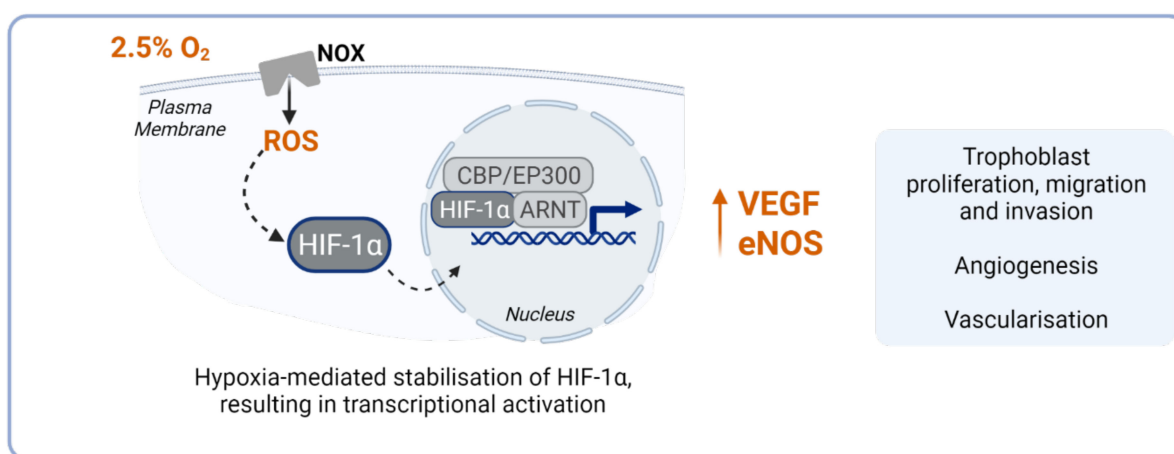 2.5% O₂
NOX
Plasma
Membrane
ROS
HIF-1α
CBP/EP300
HIF-1α ARNT
Nucleus
VEGF
eNOS
Trophoblast
proliferation, migration
and invasion
Angiogenesis
Vascularisation
Hypoxia-mediated stabilisation of HIF-1α,
resulting in transcriptional activation